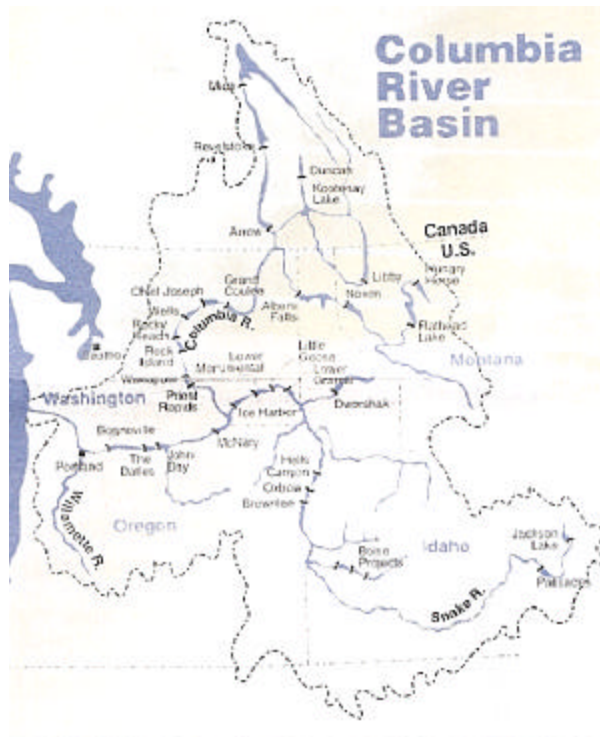 Columbia
River
Basin
Mica
Revelstoke
Duncan
Kootenay
Lake
Arrow
Canada
U.S.
Libby
Hungry
Horse
Grand
Coulee
Chief Joseph
Albeni
Falls
Noxon
Wells
Columbia R.
Rocky
Reach
Flathead
Lake
Seattle
Rock
Island
Little
Goose
Lower
Monumental
Lower
Granite
Montana
Wanapum
Washington
Priest
Rapids
Ice Harbor
Dworshak
Bonneville
McNary
Portland
The
Dalles
John
Day
Hells
Canyon
Oxbow
Brownlee
Willamette R.
Oregon
Boise
Projects
Idaho
Jackson
Lake
Palisades
Snake R.